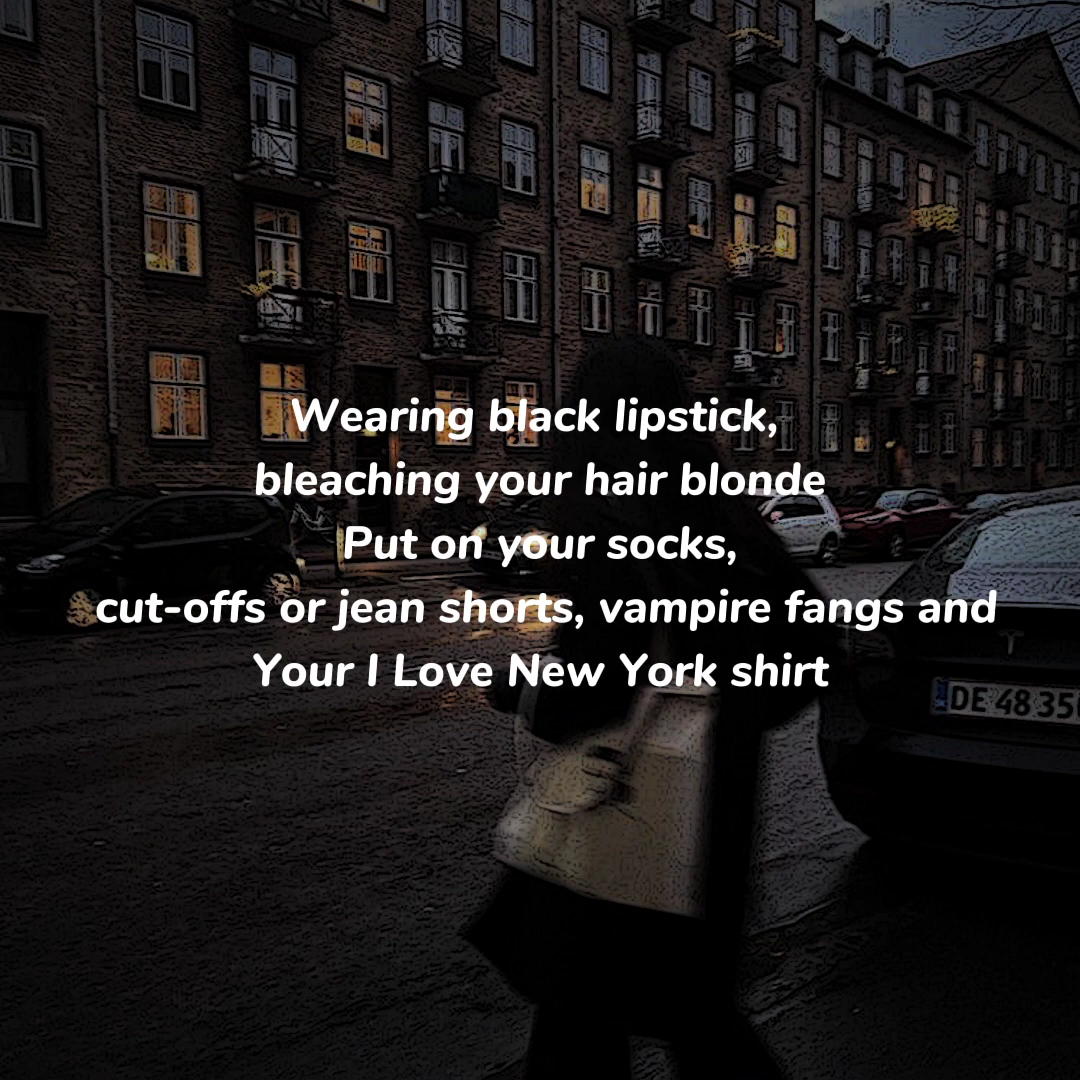 Wearing black lipstick,
bleaching your hair blonde
Put on your socks,
cut-offs or jean shorts, vampire fangs and
Your I Love New York shirt
DE 48 35